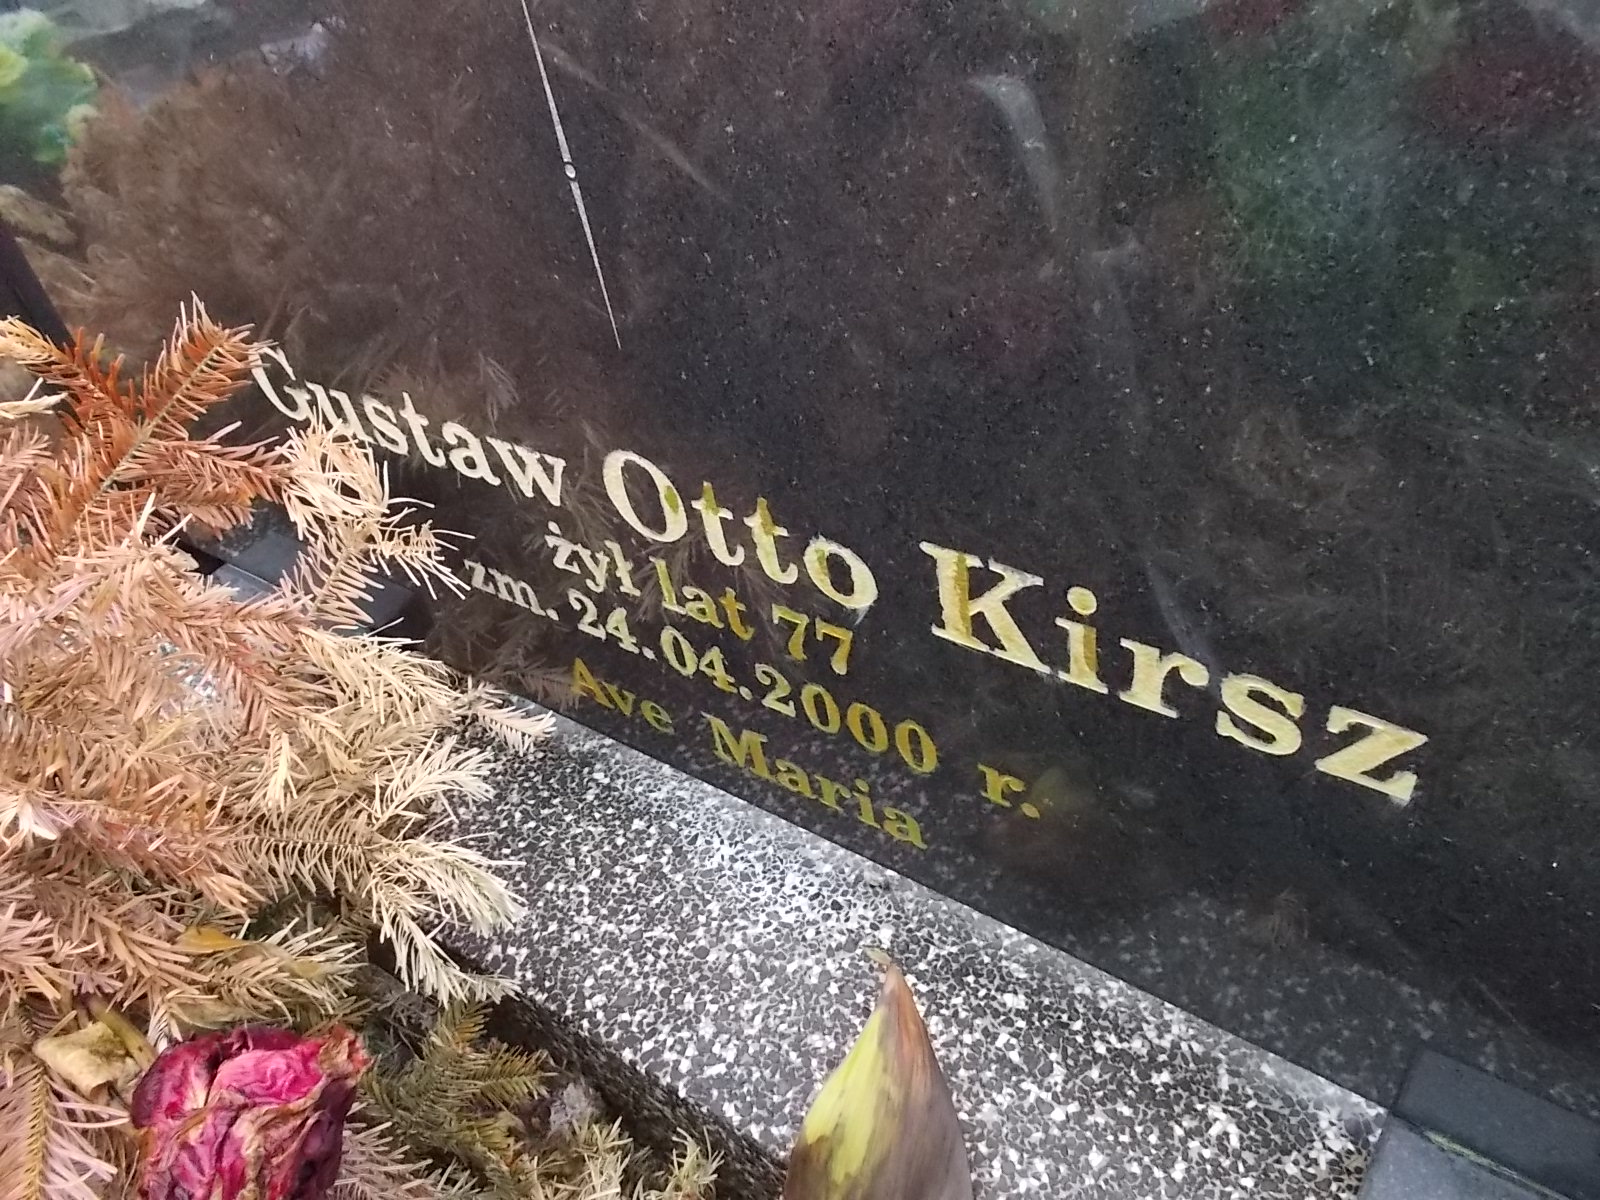 Gustaw Otto Kirsz
żył lat 77
zm. 24.04.2000 r.
Ave Maria